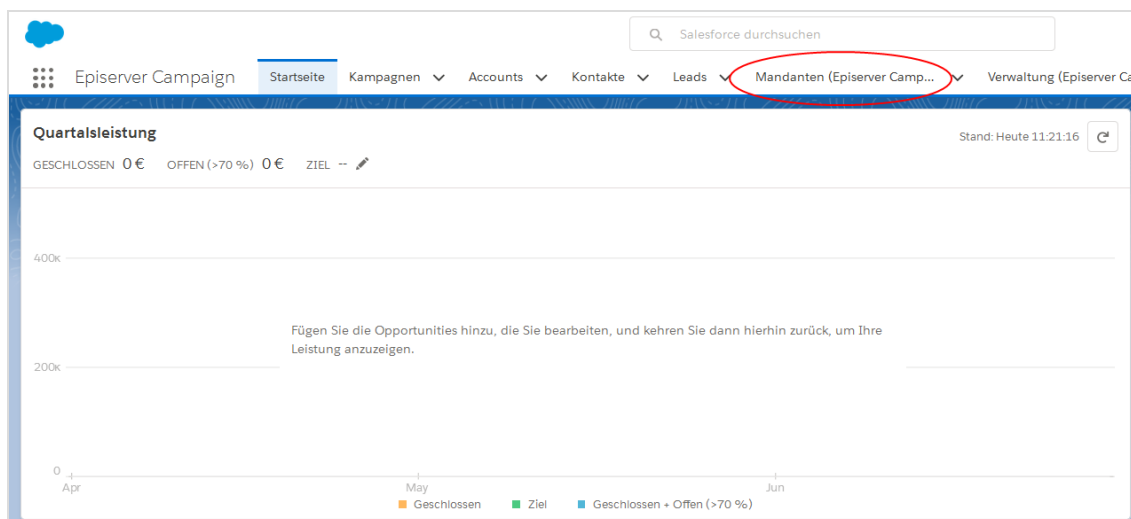 Salesforce durchsuchen
Episerver Campaign Startseite Kampagnen Accounts Kontakte Leads Mandanten (Episerver Camp... Verwaltung (Episerver Ca
Quartalsleistung
Stand: Heute 11:21:16
GESCHLOSSEN 0 € OFFEN (>70 %) 0 € ZIEL --
400K
Fügen Sie die Opportunities hinzu, die Sie bearbeiten, und kehren Sie dann hierhin zurück, um Ihre
Leistung anzuzeigen.
200K
0
Apr May Jun
Geschlossen Ziel Geschlossen + Offen (>70 %)